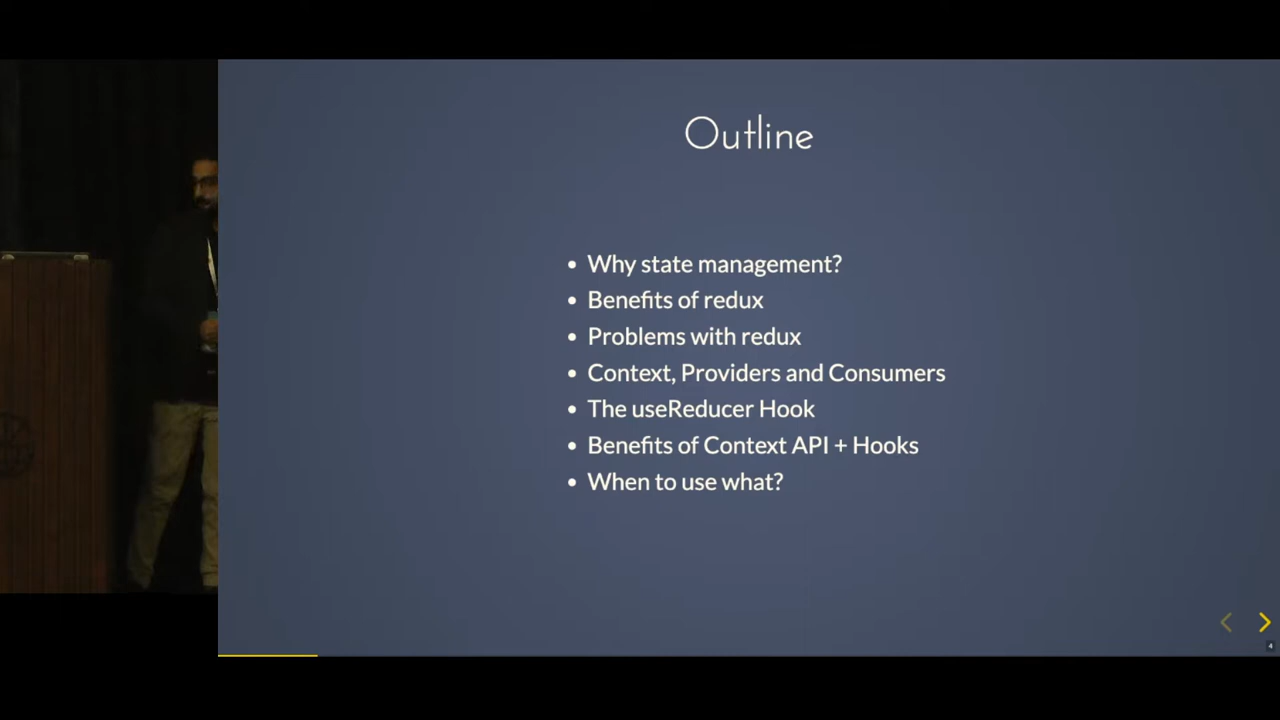 Outline
• Why state management?
• Benefits of redux
• Problems with redux
• Context, Providers and Consumers
• The useReducer Hook
• Benefits of Context API + Hooks
• When to use what?
4